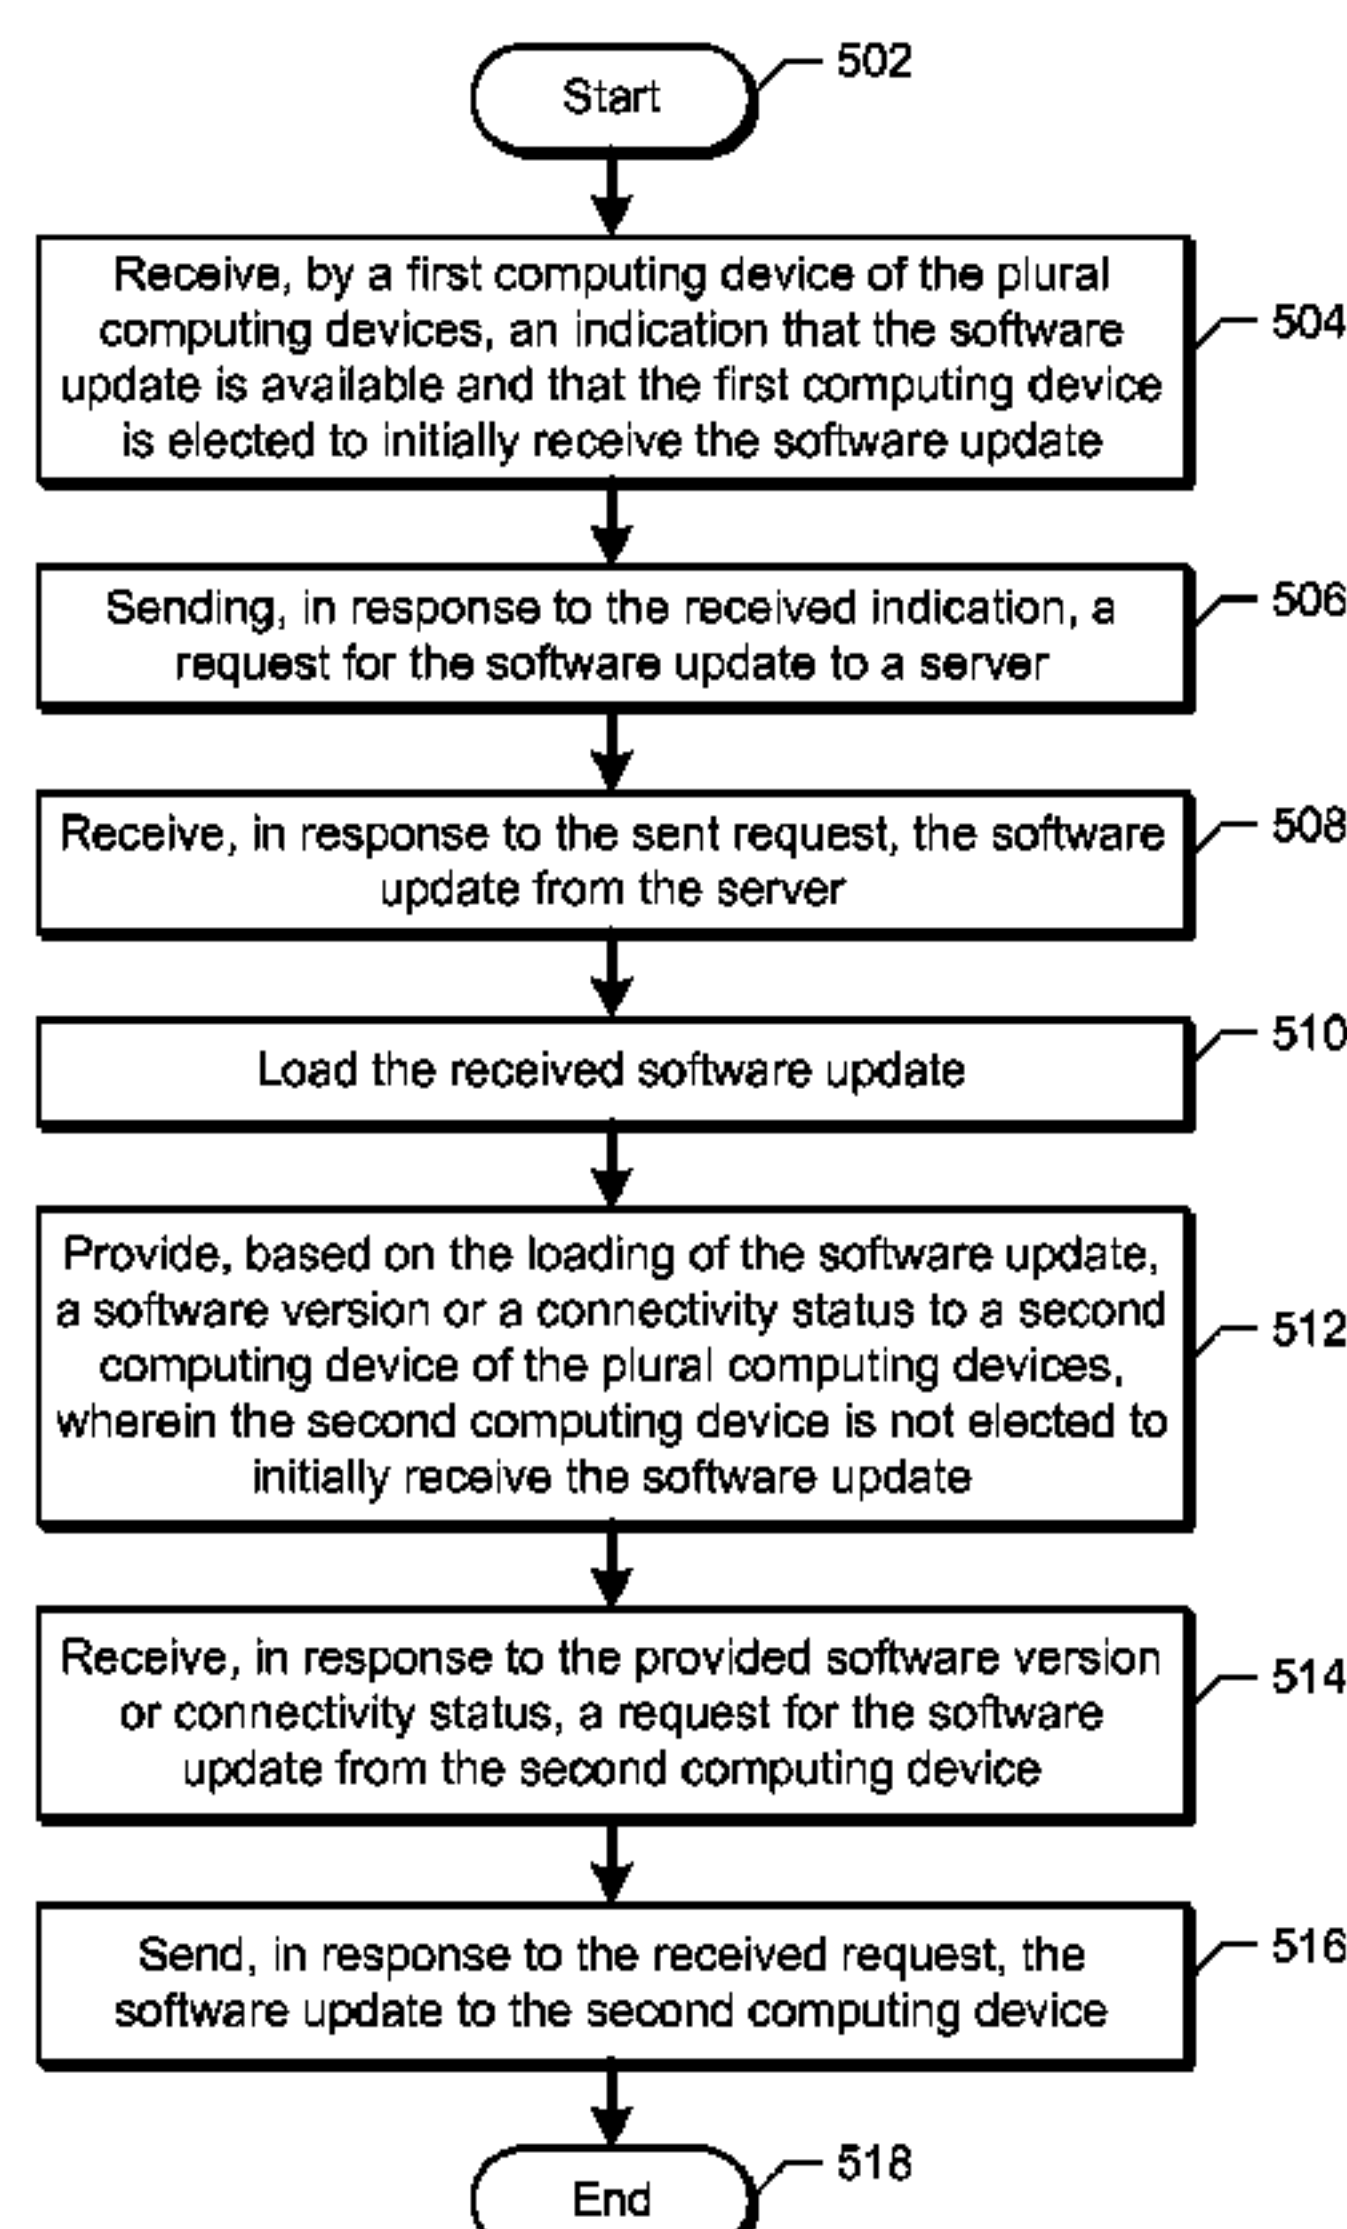 Start
502
Receive, by a first computing device of the plural
computing devices, an indication that the software
update is available and that the first computing device
is elected to initially receive the software update
504
Sending, in response to the received indication, a
request for the software update to a server
506
Receive, in response to the sent request, the software
update from the server
508
Load the received software update
510
Provide, based on the loading of the software update,
a software version or a connectivity status to a second
computing device of the plural computing devices,
wherein the second computing device is not elected to
initially receive the software update
512
Receive, in response to the provided software version
or connectivity status, a request for the software
update from the second computing device
514
Send, in response to the received request, the
software update to the second computing device
516
End
518